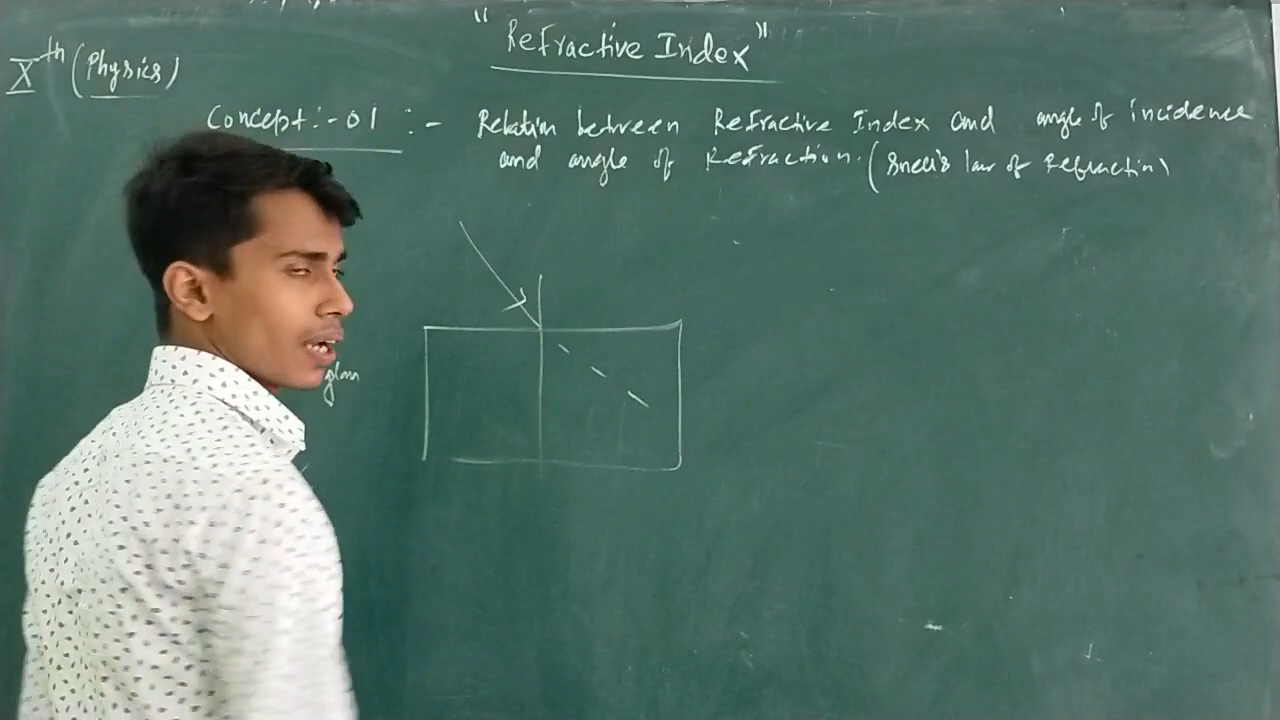 "Refractive Index"
Xth (Physics)
Concept:-01 :- Relation between Refractive Index and angle of incidence
and angle of Refraction. (Snell's law of Refraction)
glass